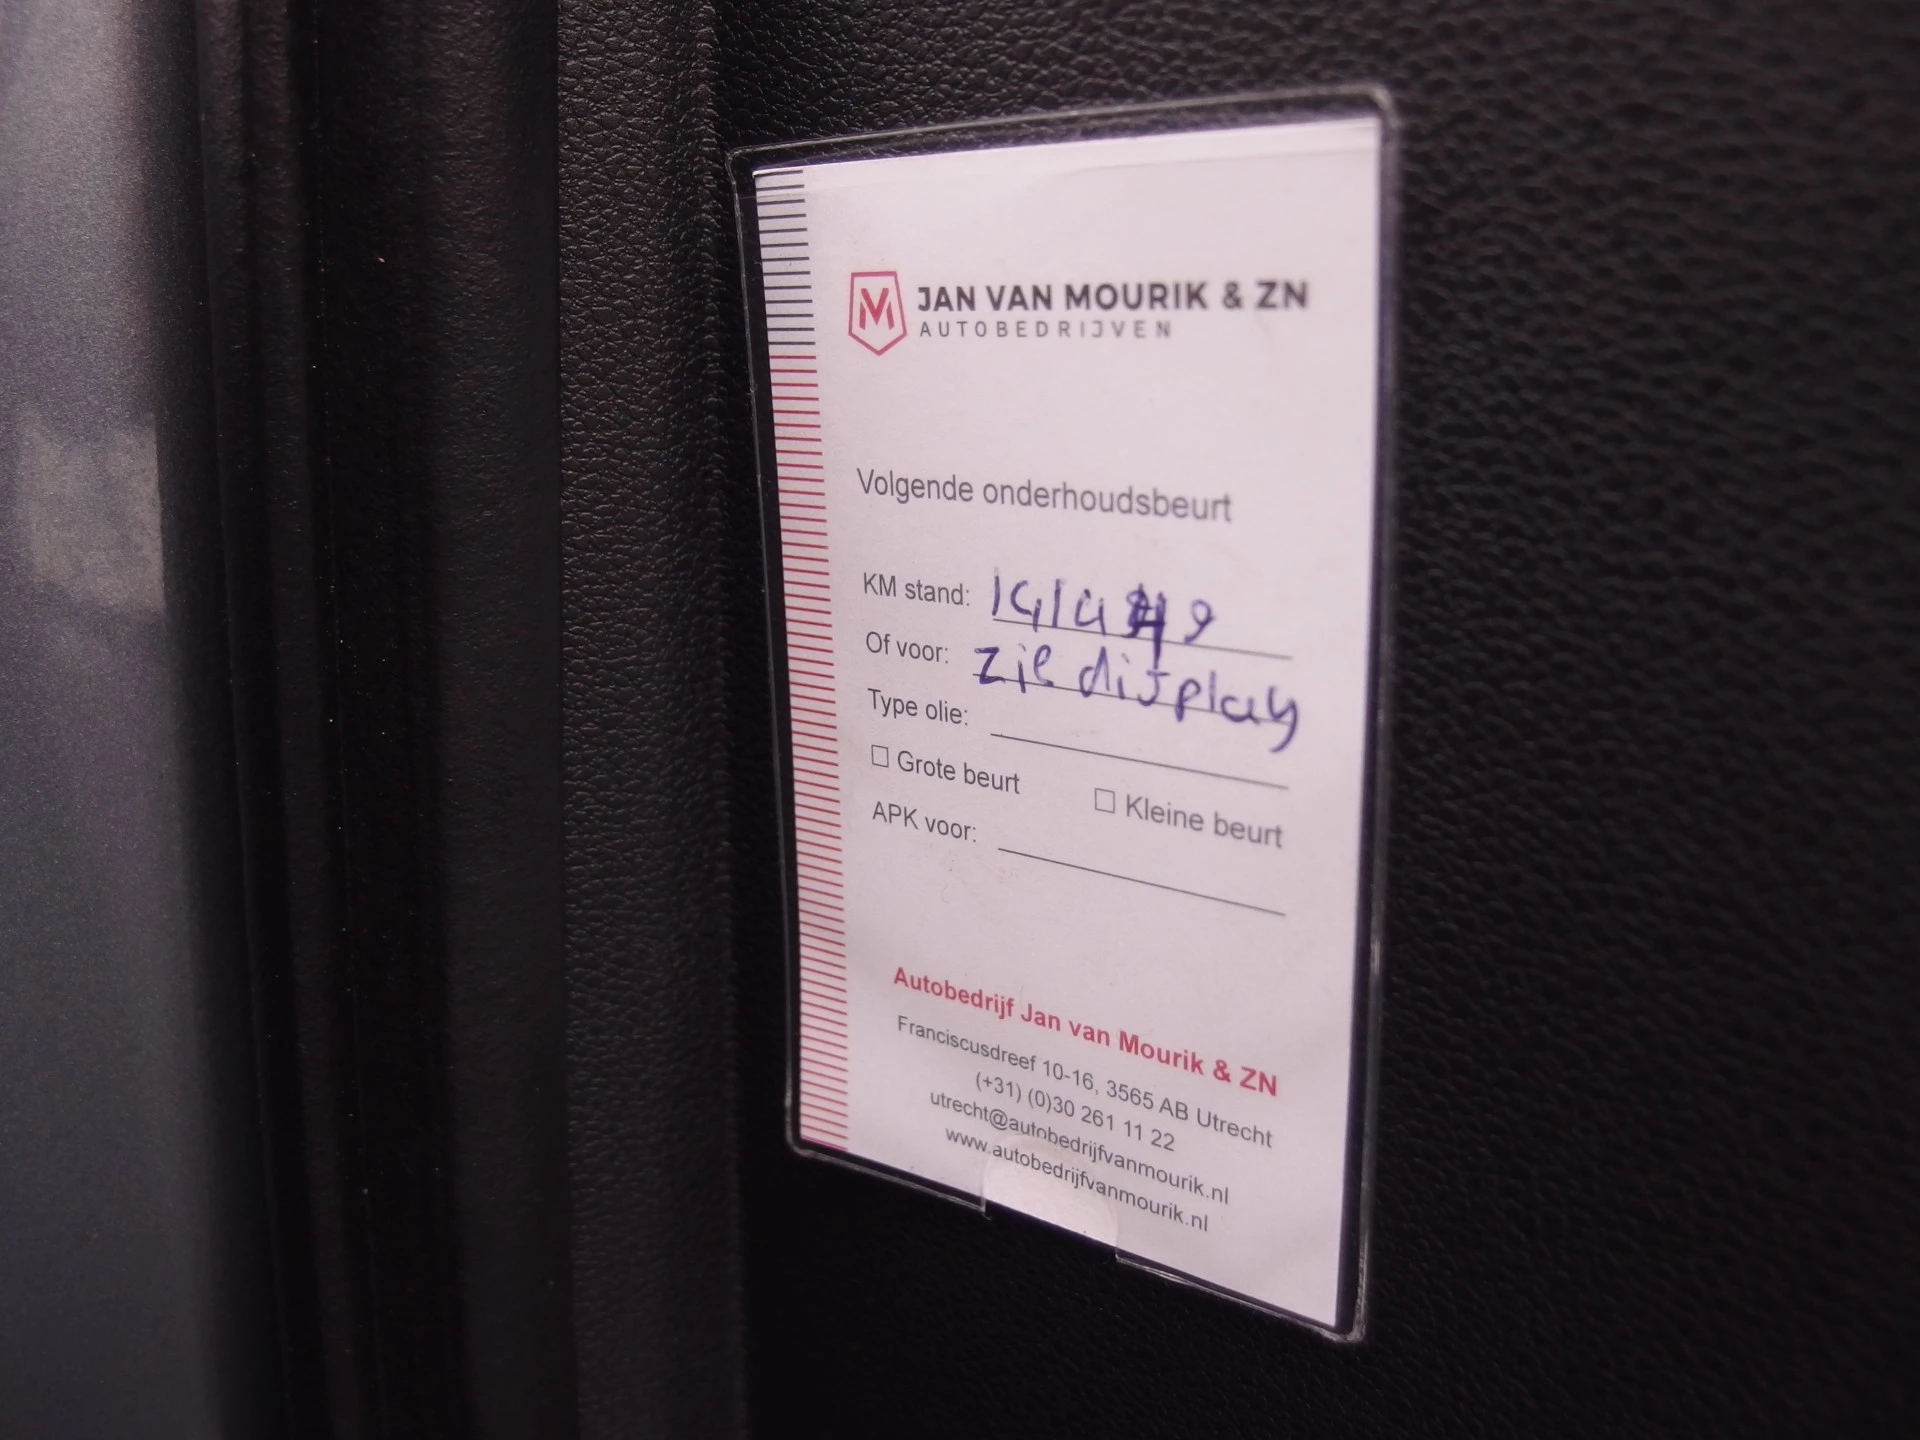 JAN VAN MOURIK & ZN
AUTOBEDRIJVEN
Volgende onderhoudsbeurt
KM stand:
Of voor: zie display
Type olie:
☐ Grote beurt ☐ Kleine beurt
APK voor:
Autobedrijf Jan van Mourik & ZN
Franciscusdreef 10-16, 3565 AB Utrecht
(+31) (0)30 261 11 22
utrecht@autobedrijfvanmourik.nl
www.autobedrijfvanmourik.nl